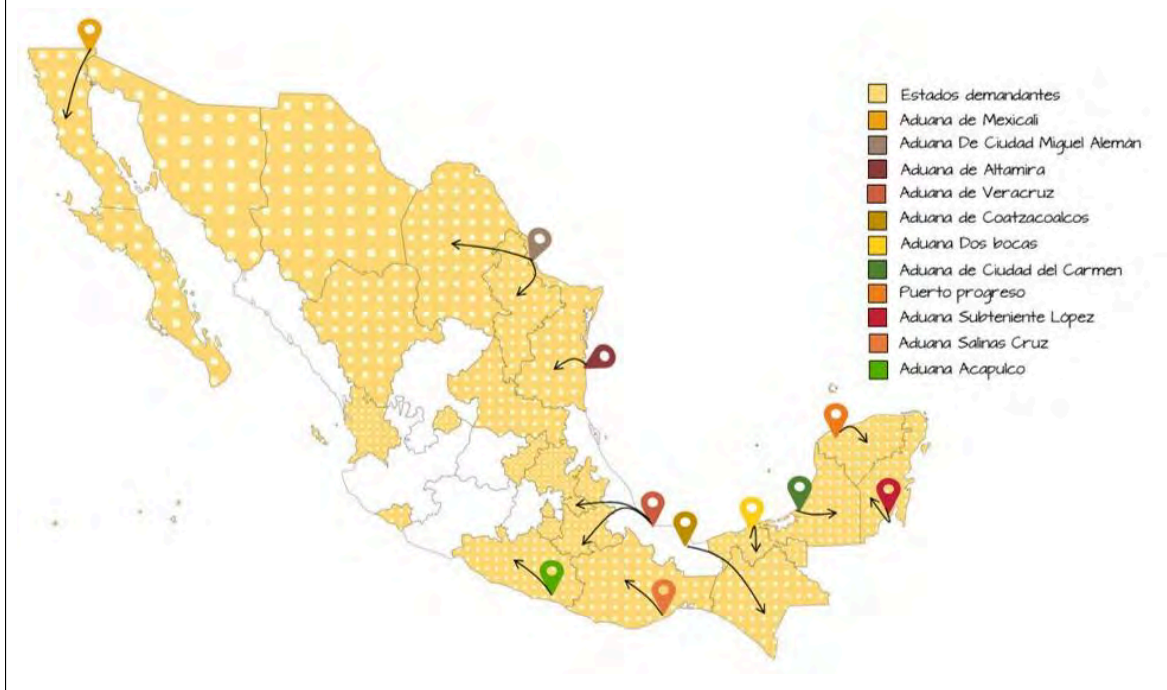 Estados demandantes
Aduana de Mexicali
Aduana De Ciudad Miguel Alemán
Aduana de Altamira
Aduana de Veracruz
Aduana de Coatzacoalcos
Aduana Dos bocas
Aduana de Ciudad del Carmen
Puerto progreso
Aduana Subteniente López
Aduana Salinas Cruz
Aduana Acapulco